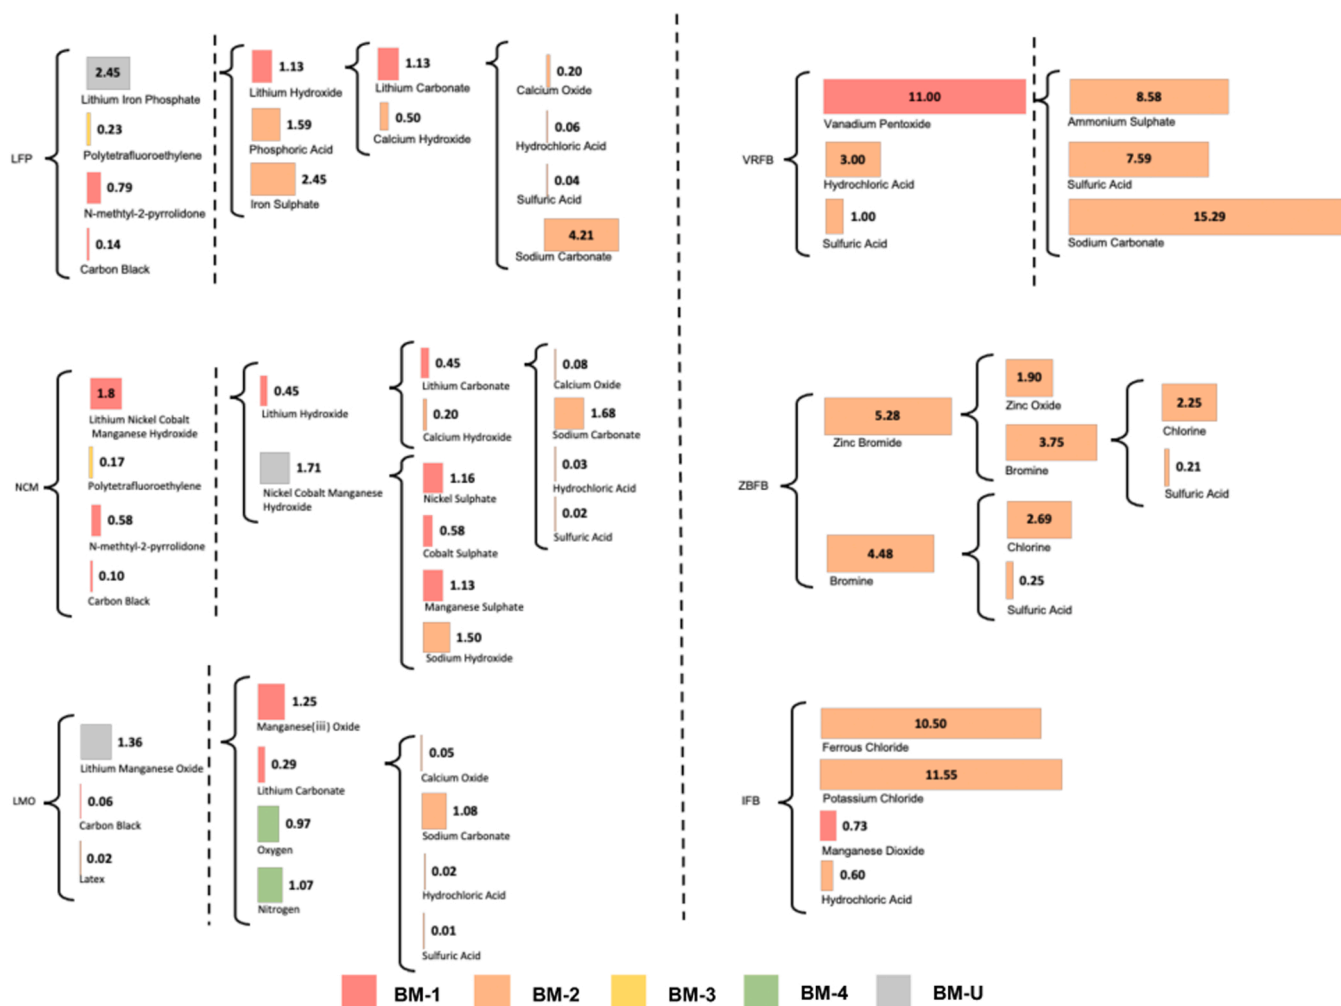 LFP
2.45
Lithium Iron Phosphate
0.23
Polytetrafluoroethylene
0.79
N-methtyl-2-pyrrolidone
0.14
Carbon Black
1.13
Lithium Hydroxide
1.59
Phosphoric Acid
2.45
Iron Sulphate
1.13
Lithium Carbonate
0.50
Calcium Hydroxide
0.20
Calcium Oxide
0.06
Hydrochloric Acid
0.04
Sulfuric Acid
4.21
Sodium Carbonate
NCM
1.8
Lithium Nickel Cobalt
Manganese Hydroxide
0.17
Polytetrafluoroethylene
0.58
N-methtyl-2-pyrrolidone
0.10
Carbon Black
0.45
Lithium Hydroxide
1.71
Nickel Cobalt Manganese
Hydroxide
0.45
Lithium Carbonate
0.20
Calcium Hydroxide
1.16
Nickel Sulphate
0.58
Cobalt Sulphate
1.13
Manganese Sulphate
1.50
Sodium Hydroxide
0.08
Calcium Oxide
1.68
Sodium Carbonate
0.03
Hydrochloric Acid
0.02
Sulfuric Acid
LMO
1.36
Lithium Manganese Oxide
0.06
Carbon Black
0.02
Latex
1.25
Manganese(iii) Oxide
0.29
Lithium Carbonate
0.97
Oxygen
1.07
Nitrogen
0.05
Calcium Oxide
1.08
Sodium Carbonate
0.02
Hydrochloric Acid
0.01
Sulfuric Acid
VRFB
11.00
Vanadium Pentoxide
3.00
Hydrochloric Acid
1.00
Sulfuric Acid
8.58
Ammonium Sulphate
7.59
Sulfuric Acid
15.29
Sodium Carbonate
ZBFB
5.28
Zinc Bromide
4.48
Bromine
1.90
Zinc Oxide
3.75
Bromine
2.69
Chlorine
0.25
Sulfuric Acid
2.25
Chlorine
0.21
Sulfuric Acid
IFB
10.50
Ferrous Chloride
11.55
Potassium Chloride
0.73
Manganese Dioxide
0.60
Hydrochloric Acid
BM-1 BM-2 BM-3 BM-4 BM-U